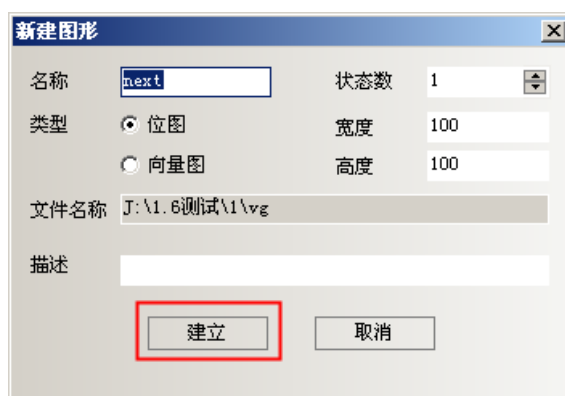 新建图形
名称 next 状态数 1
类型 位图 宽度 100
向量图 高度 100
文件名称 J:\1.6测试\1\vg
描述
建立 取消